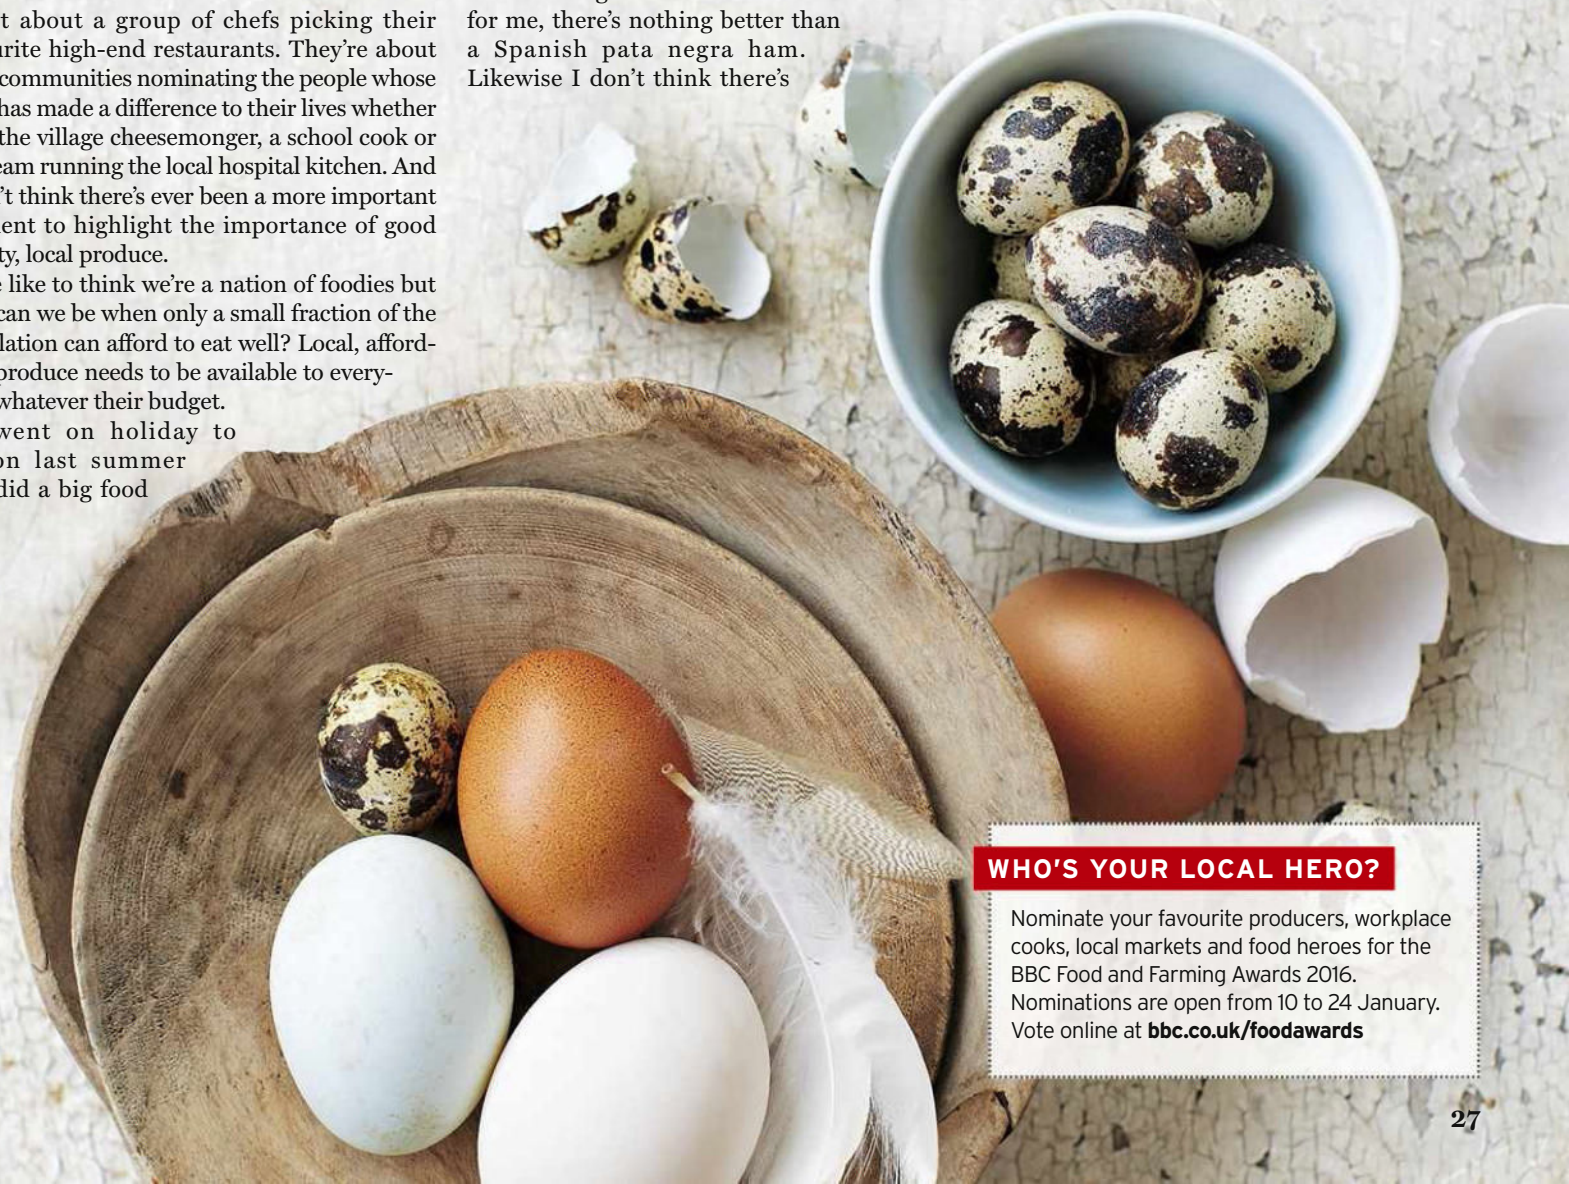 t about a group of chefs picking their
urite high-end restaurants. They’re about
communities nominating the people whose
has made a difference to their lives whether
the village cheesemonger, a school cook or
eam running the local hospital kitchen. And
’t think there’s ever been a more important
ent to highlight the importance of good
ty, local produce.
e like to think we’re a nation of foodies but
can we be when only a small fraction of the
lation can afford to eat well? Local, afford-
produce needs to be available to every-
whatever their budget.
went on holiday to
on last summer
did a big food
for me, there’s nothing better than
a Spanish pata negra ham.
Likewise I don’t think there’s
WHO’S YOUR LOCAL HERO?
Nominate your favourite producers, workplace
cooks, local markets and food heroes for the
BBC Food and Farming Awards 2016.
Nominations are open from 10 to 24 January.
Vote online at bbc.co.uk/foodawards
27